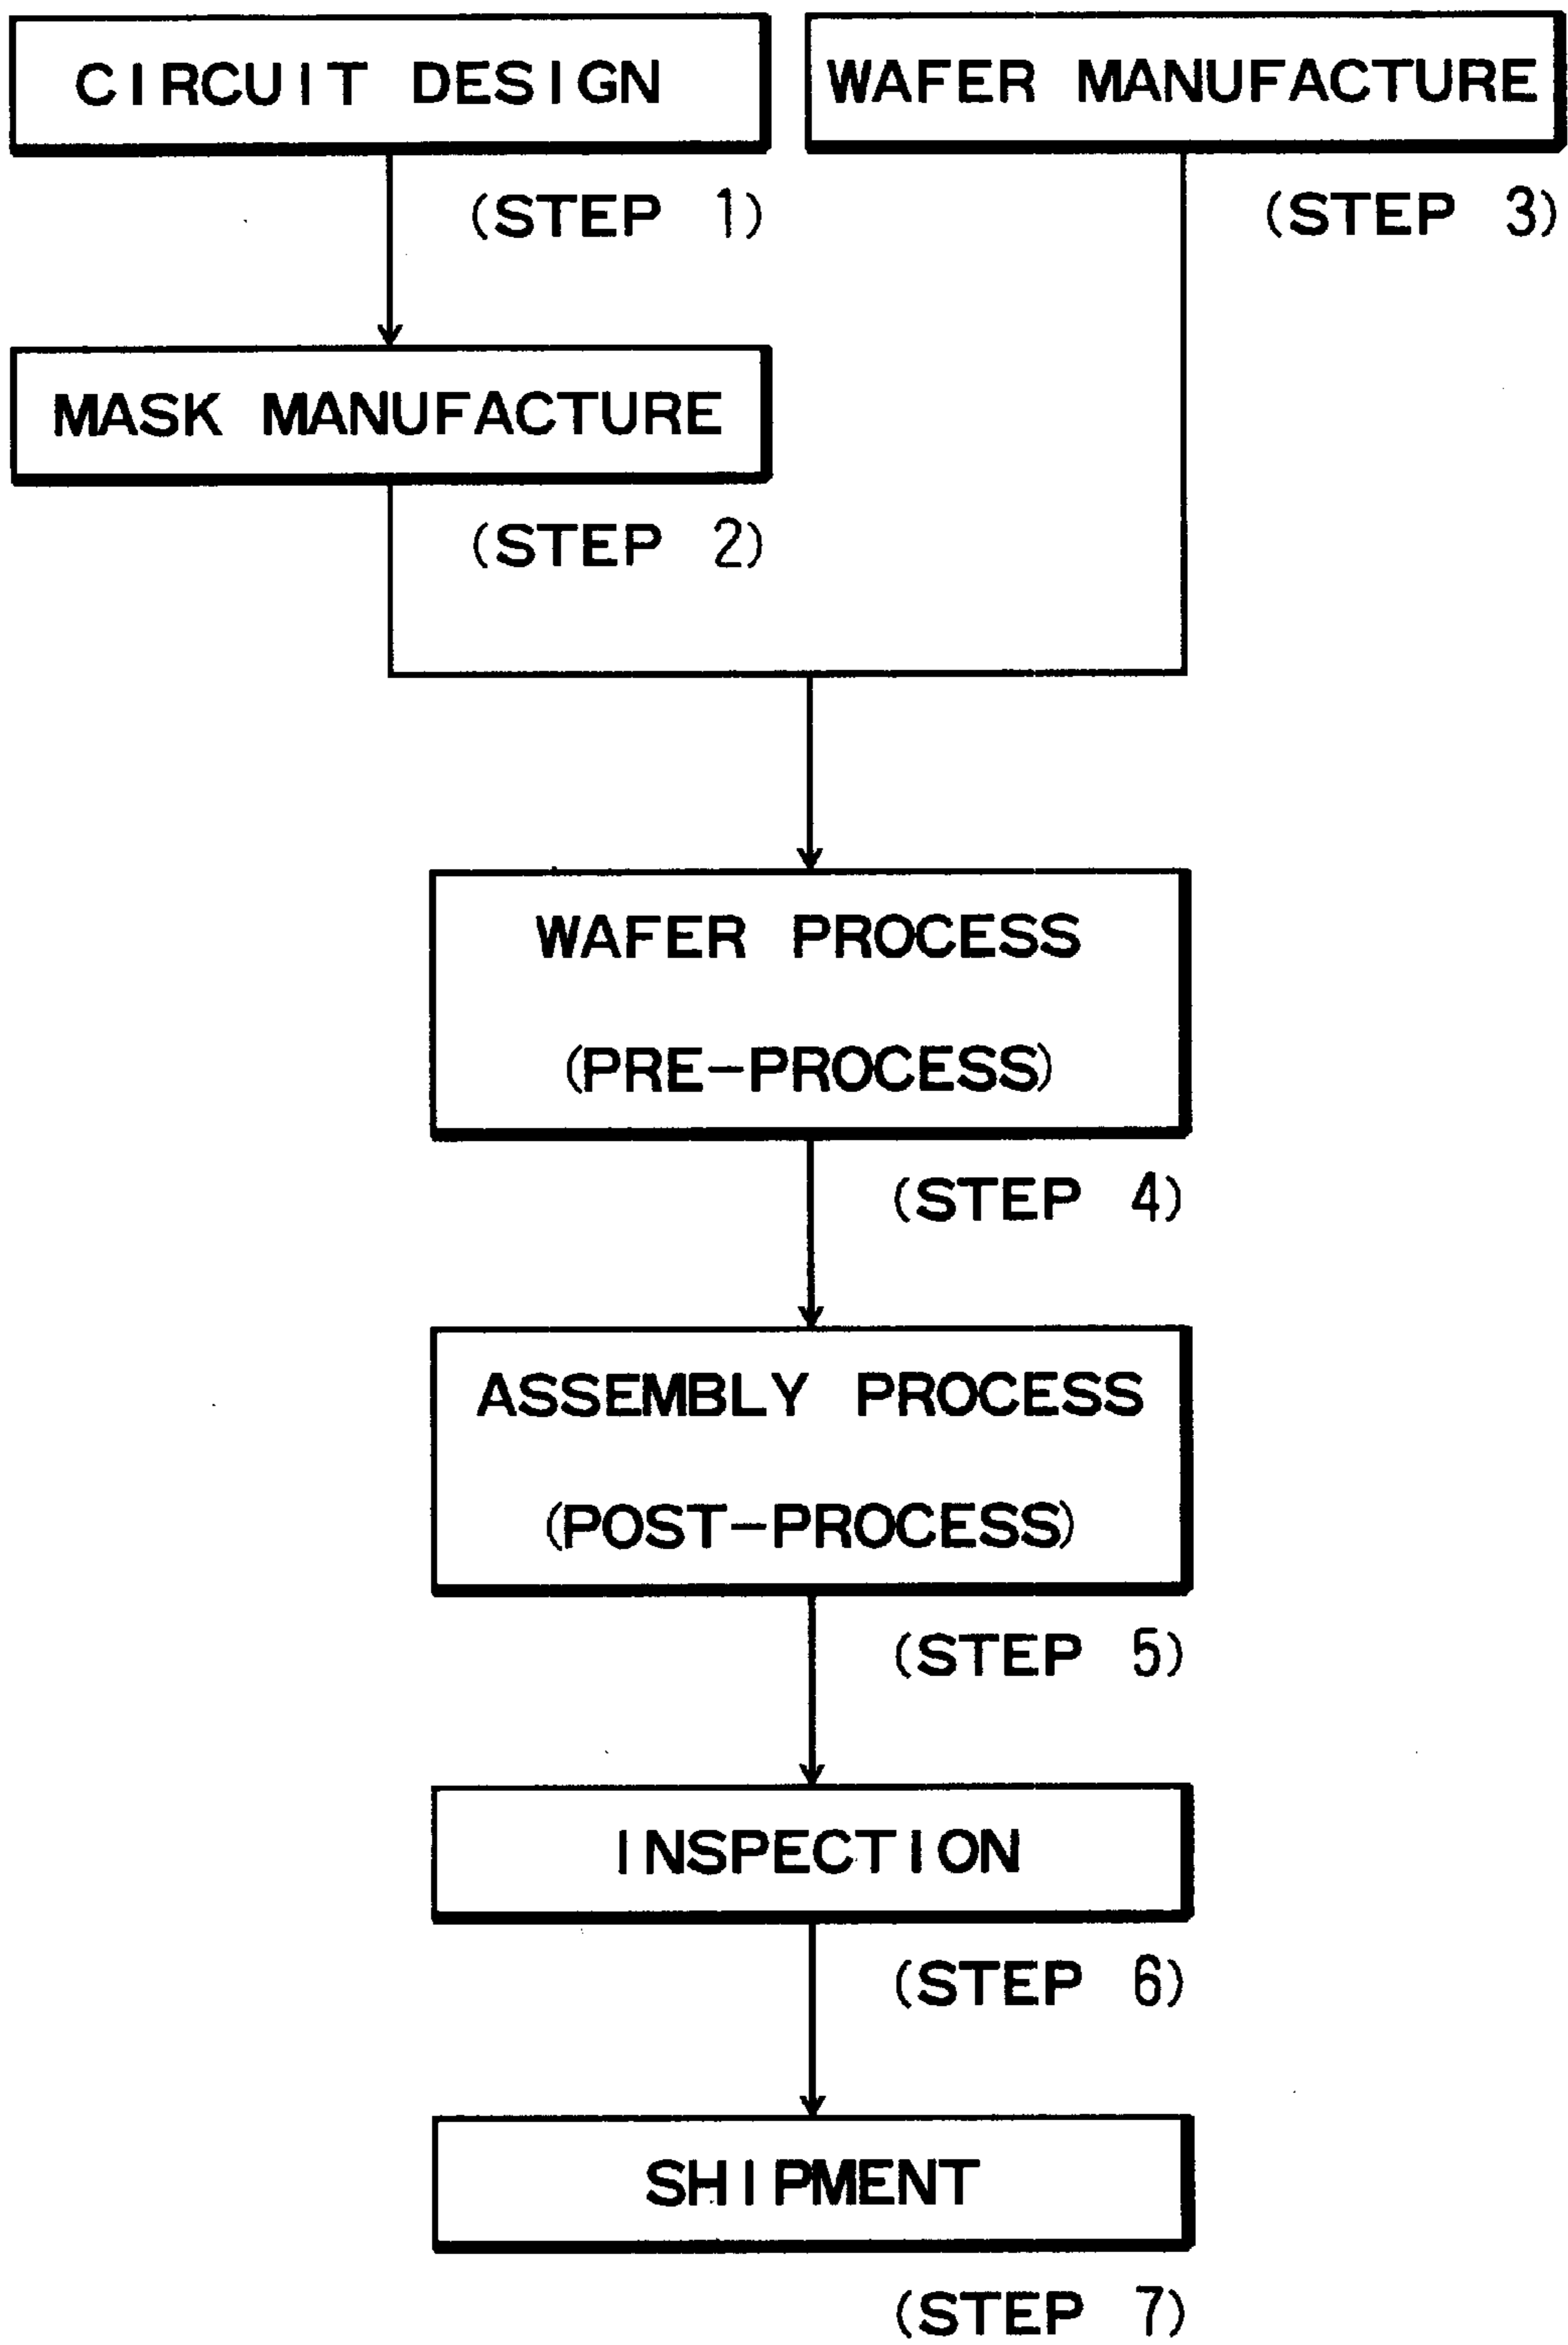 CIRCUIT DESIGN
WAFER MANUFACTURE
(STEP 1)
(STEP 3)
MASK MANUFACTURE
(STEP 2)
WAFER PROCESS
(PRE-PROCESS)
(STEP 4)
ASSEMBLY PROCESS
(POST-PROCESS)
(STEP 5)
INSPECTION
(STEP 6)
SHIPMENT
(STEP 7)